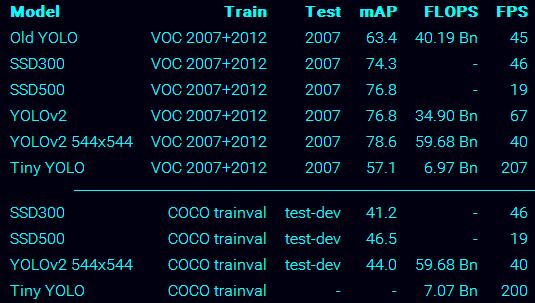 Model Train Test mAP FLOPS FPS
Old YOLO VOC 2007+2012 2007 63.4 40.19 Bn 45
SSD300 VOC 2007+2012 2007 74.3 - 46
SSD500 VOC 2007+2012 2007 76.8 - 19
YOLOv2 VOC 2007+2012 2007 76.8 34.90 Bn 67
YOLOv2 544x544 VOC 2007+2012 2007 78.6 59.68 Bn 40
Tiny YOLO VOC 2007+2012 2007 57.1 6.97 Bn 207
SSD300 COCO trainval test-dev 41.2 - 46
SSD500 COCO trainval test-dev 46.5 - 19
YOLOv2 544x544 COCO trainval test-dev 44.0 59.68 Bn 40
Tiny YOLO COCO trainval - - 7.07 Bn 200